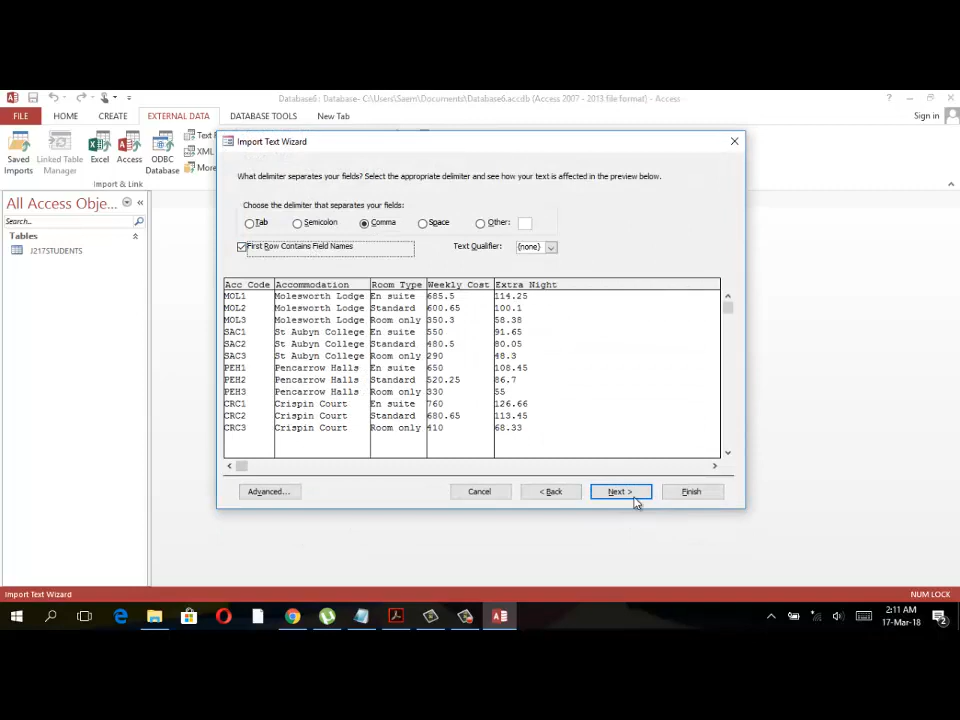 Database6 : Database- C:\Users\Saem\Documents\Database6.accdb (Access 2007 - 2013 file format) - Access
Sign in
FILE HOME CREATE EXTERNAL DATA DATABASE TOOLS New Tab
Saved Imports
Linked Table Manager
Excel
Access
ODBC Database
Text F
XML
More
Import & Link
All Access Obje...
Search...
Tables
J217STUDENTS
Import Text Wizard
What delimiter separates your fields? Select the appropriate delimiter and see how your text is affected in the preview below.
Choose the delimiter that separates your fields:
Tab Semicolon Comma Space Other:
First Row Contains Field Names Text Qualifier: {none}
Acc Code Accommodation Room Type Weekly Cost Extra Night
MOL1 Molesworth Lodge En suite 685.5 114.25
MOL2 Molesworth Lodge Standard 600.65 100.1
MOL3 Molesworth Lodge Room only 350.3 58.38
SAC1 St Aubyn College En suite 550 91.65
SAC2 St Aubyn College Standard 480.5 80.05
SAC3 St Aubyn College Room only 290 48.3
PEH1 Pencarrow Halls En suite 650 108.45
PEH2 Pencarrow Halls Standard 520.25 86.7
PEH3 Pencarrow Halls Room only 330 55
CRC1 Crispin Court En suite 760 126.66
CRC2 Crispin Court Standard 680.65 113.45
CRC3 Crispin Court Room only 410 68.33
Advanced... Cancel < Back Next > Finish
Import Text Wizard NUM LOCK
2:11 AM
17-Mar-18
2